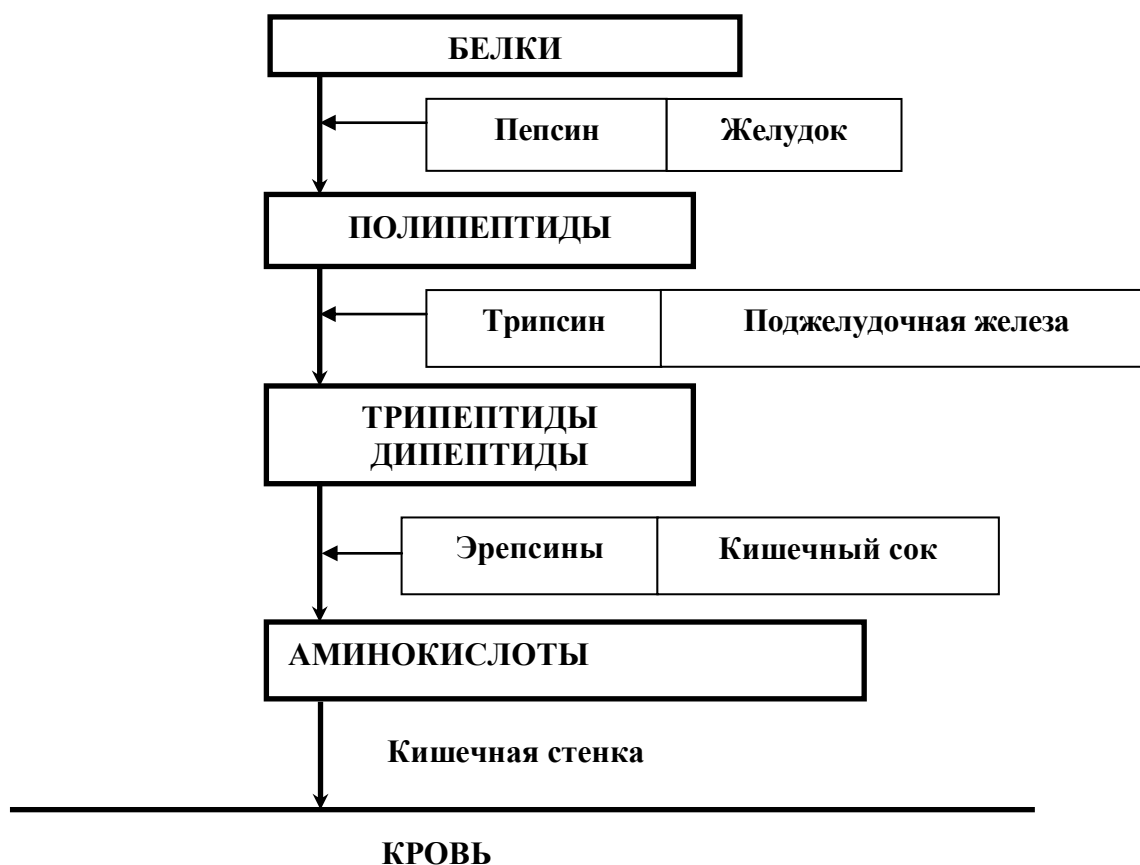 БЕЛКИ
Пепсин Желудок
ПОЛИПЕПТИДЫ
Трипсин Поджелудочная железа
ТРИПЕПТИДЫ
ДИПЕПТИДЫ
Эрепсины Кишечный сок
АМИНОКИСЛОТЫ
Кишечная стенка
КРОВЬ